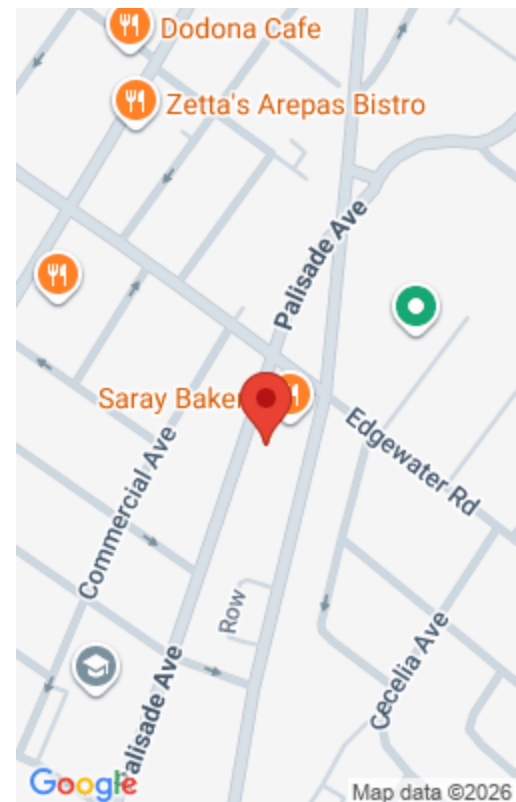 Dodona Cafe
Zetta's Arepas Bistro
Palisade Ave
Saray Baker
Edgewater Rd
Commercial Ave
Row
Cecelia Ave
alisade Ave
Google
Map data ©2026